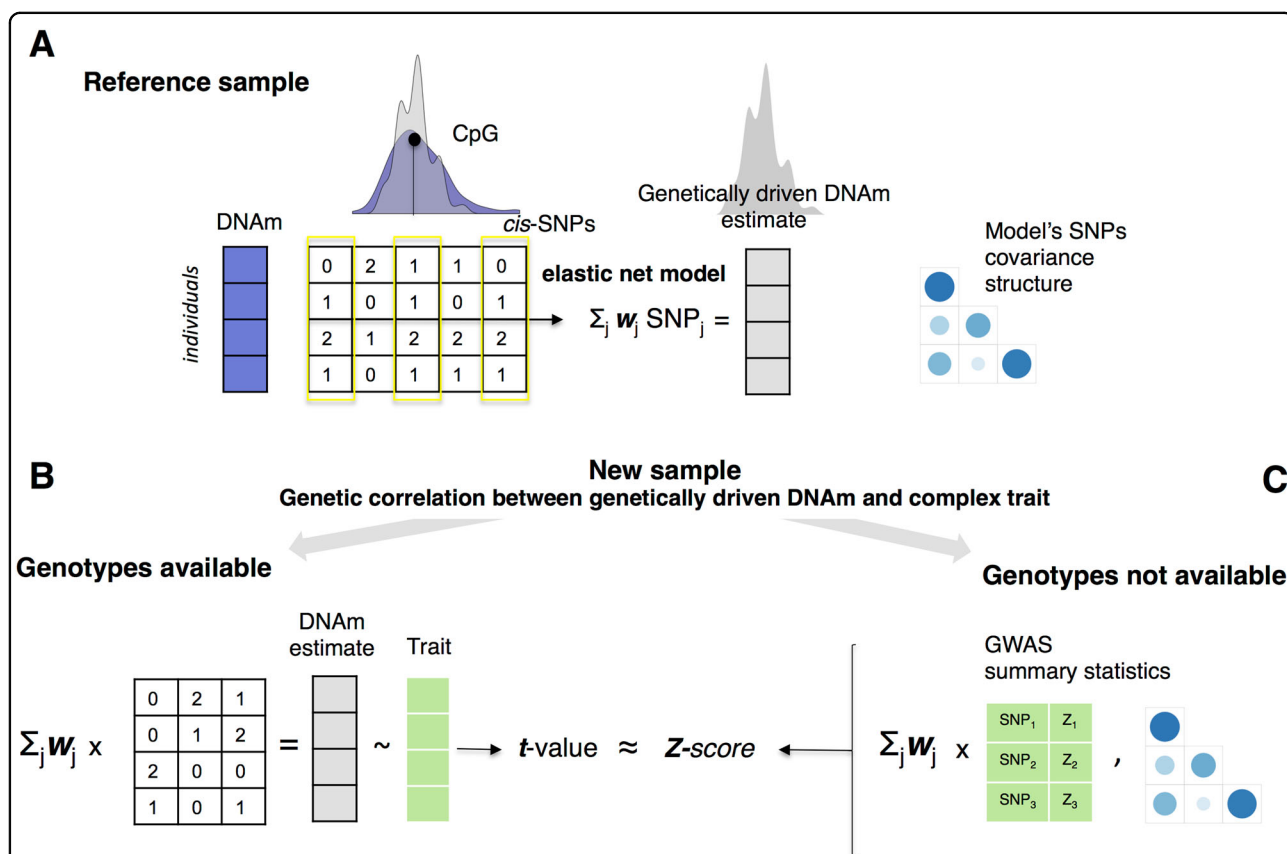 A
Reference sample
CpG
DNAm
cis-SNPs
Genetically driven DNAm
estimate
Model's SNPs
covariance
structure
individuals
0 2 1 1 0
1 0 1 0 1
2 1 2 2 2
1 0 1 1 1
elastic net model
Σj wj SNPj =
B
New sample
C
Genetic correlation between genetically driven DNAm and complex trait
Genotypes available
Genotypes not available
DNAm
estimate
Trait
GWAS
summary statistics
Σj wj x
0 2 1
0 1 2
2 0 0
1 0 1
= ~
t-value ≈ Z-score
Σj wj x
SNP1 Z1
SNP2 Z2
SNP3 Z3
,